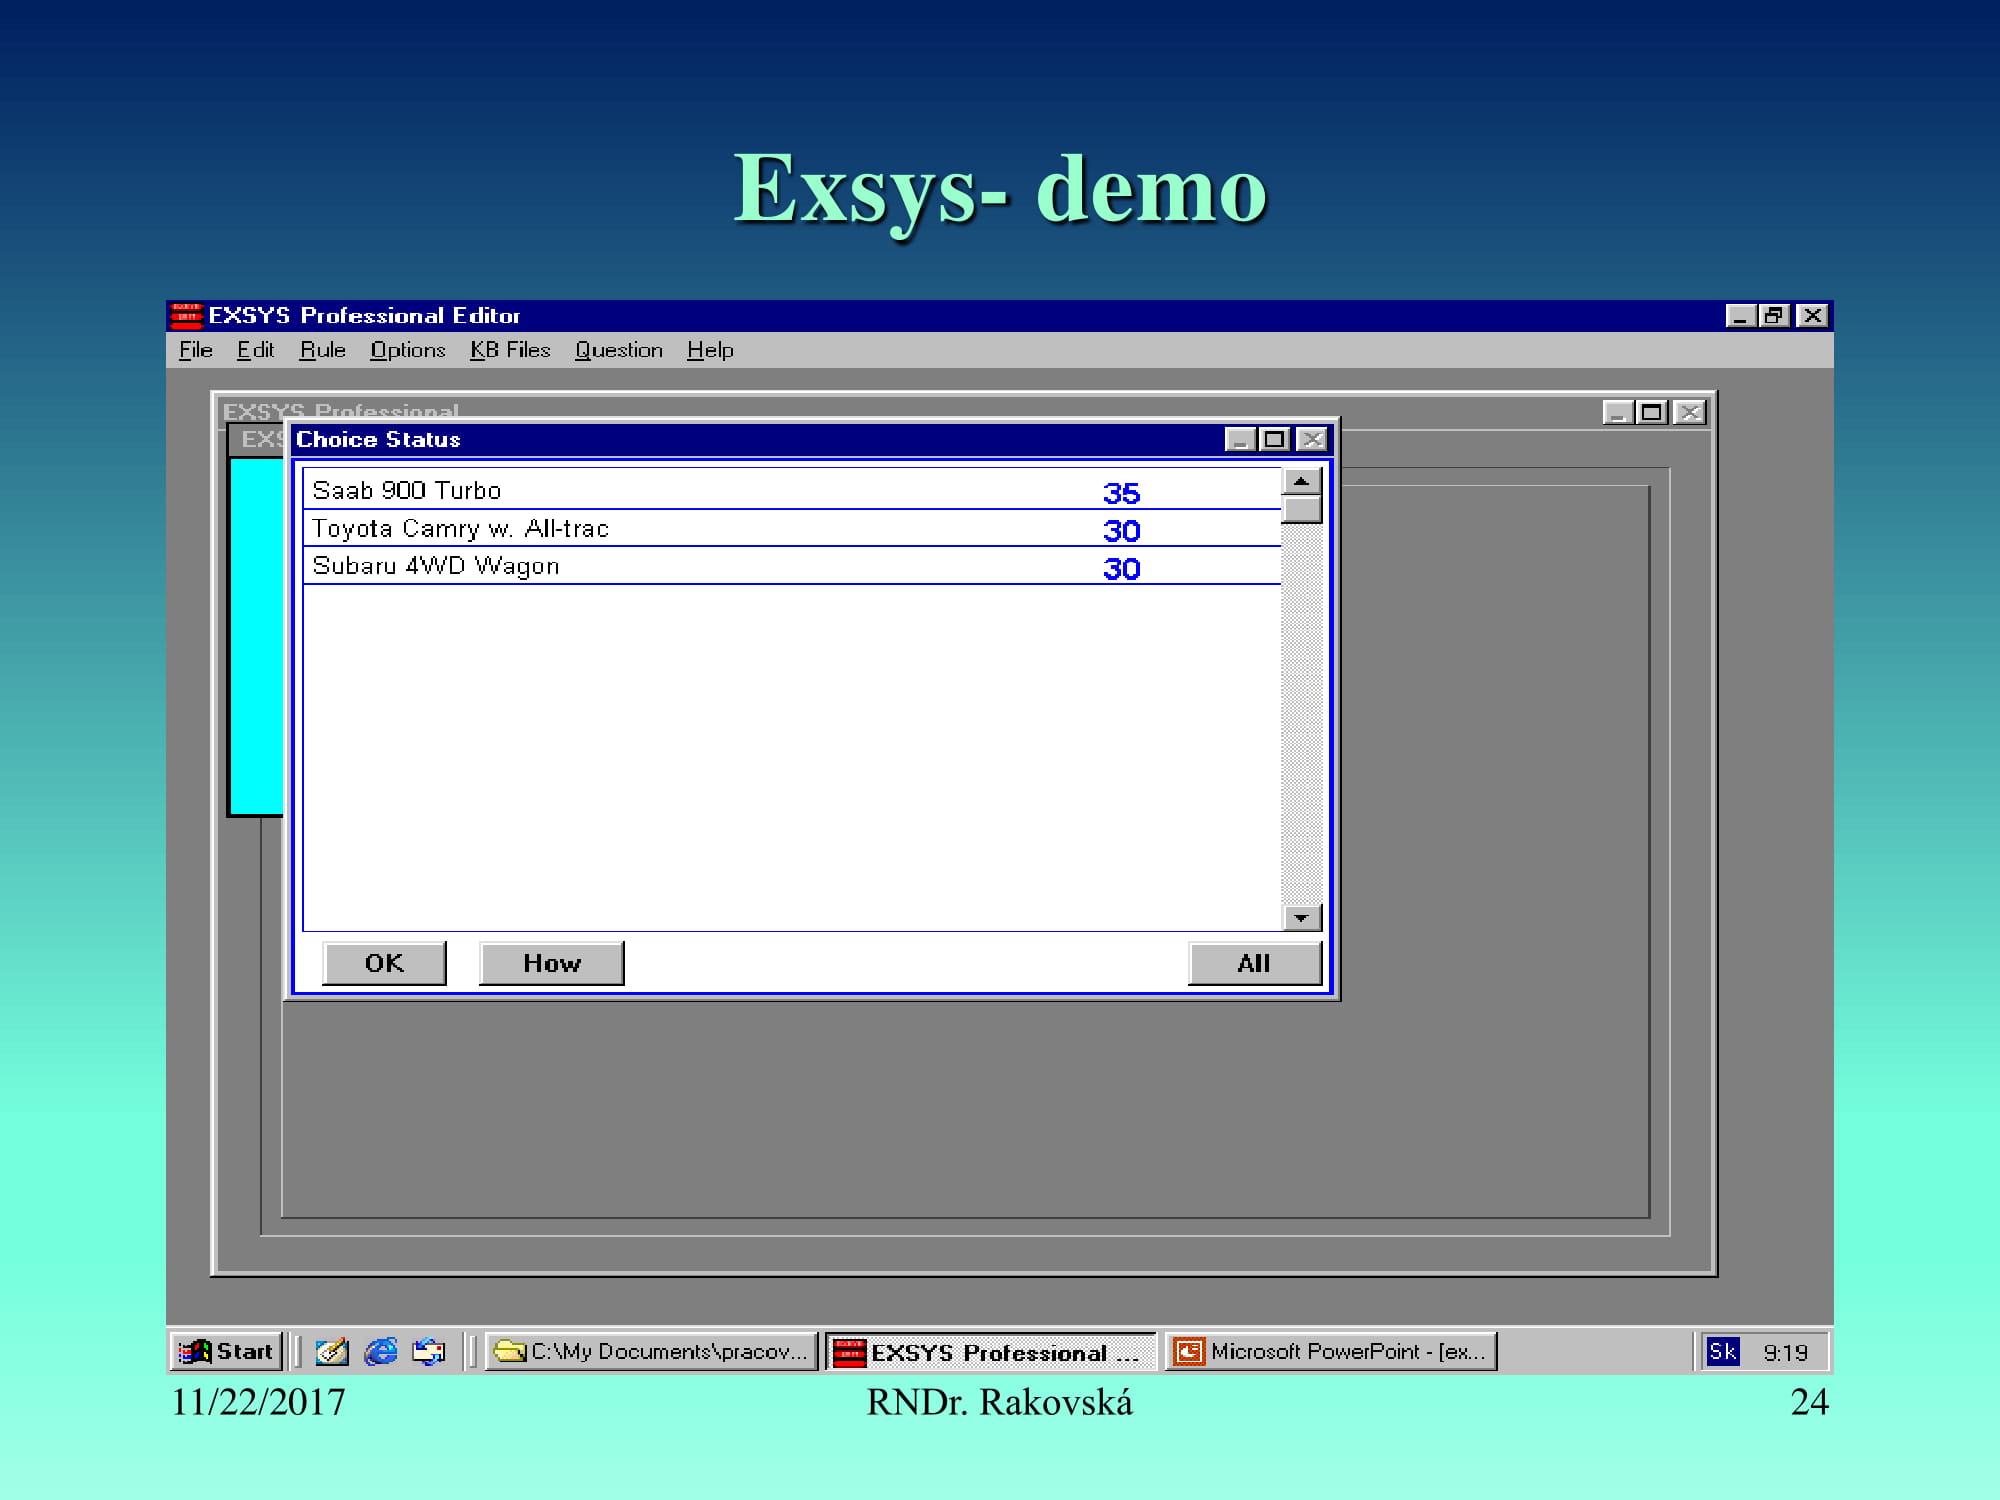 Exsys- demo
EXSYS Professional Editor
File Edit Rule Options KB Files Question Help
EXSYS Professional
EXS
Choice Status
Saab 900 Turbo 35
Toyota Camry w. All-trac 30
Subaru 4WD Wagon 30
OK How All
Start C:\My Documents\pracov... EXSYS Professional ... Microsoft PowerPoint - [ex... Sk 9:19
11/22/2017 RNDr. Rakovská 24